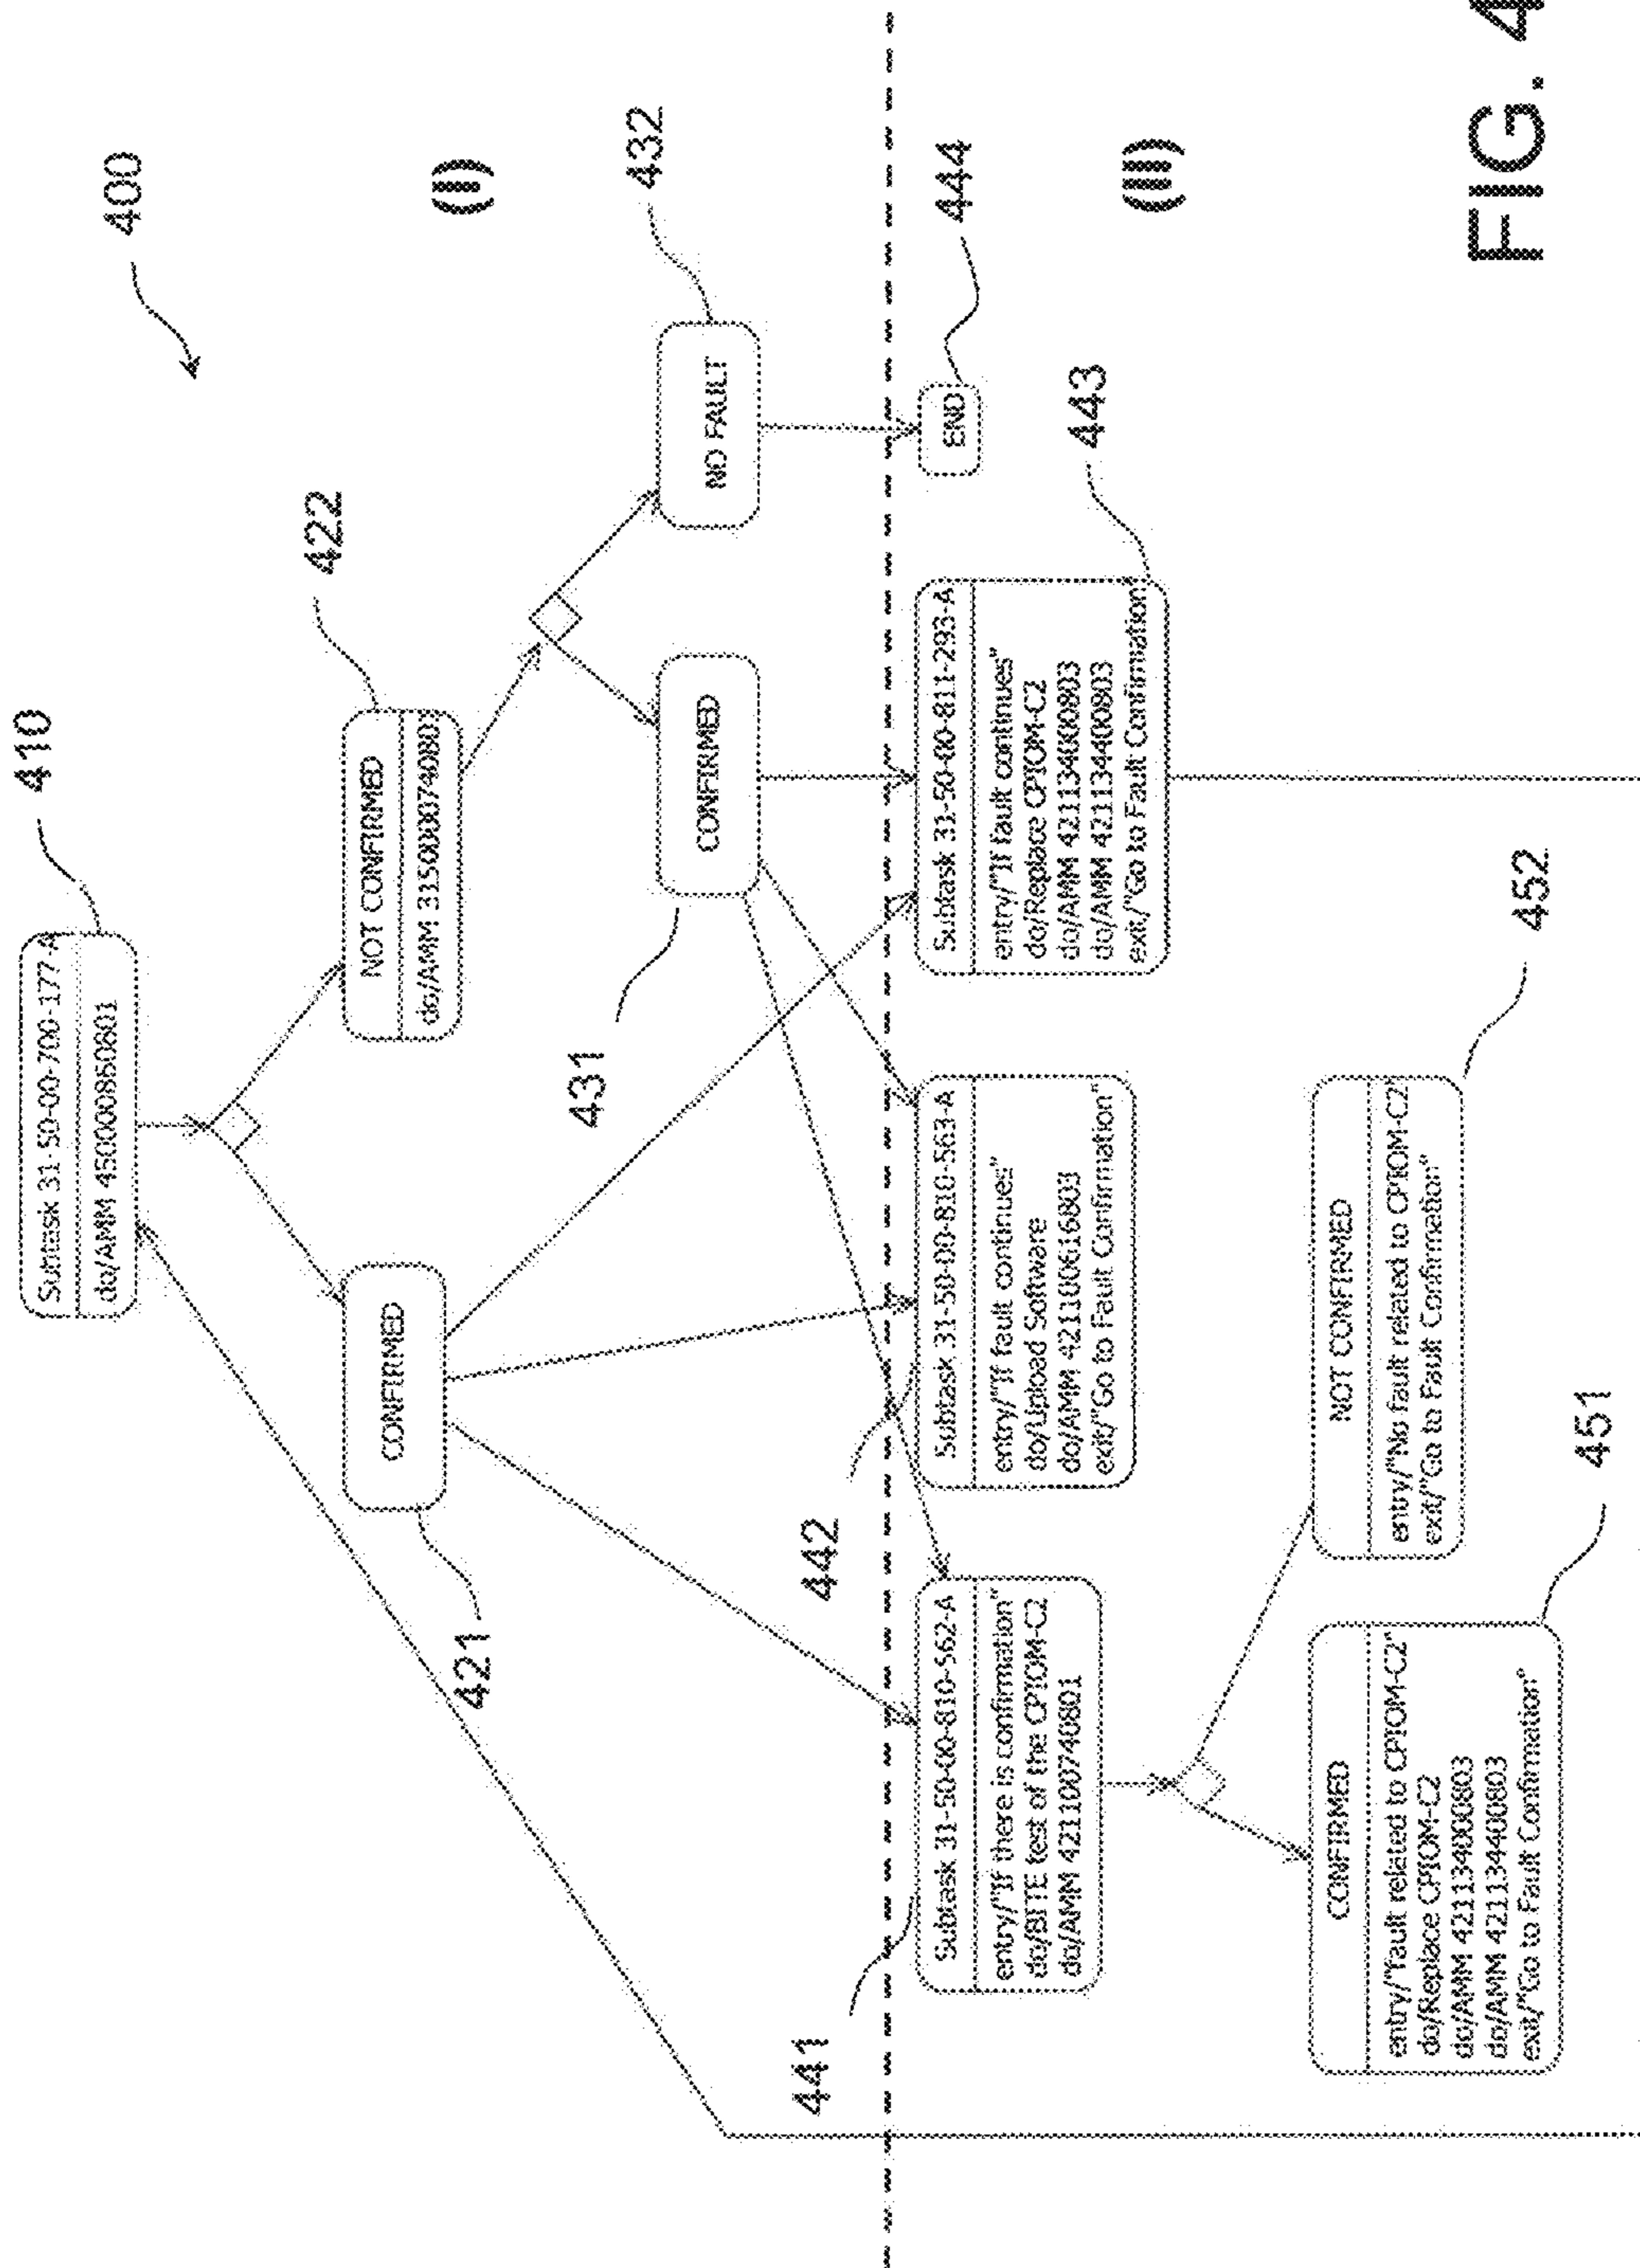 400
410
Subtask 31-50-00-700-177-A
do/AMM 45000860801
(I)
422
NOT CONFIRMED
421
CONFIRMED
432
NO FAULT
431
CONFIRMED
441
Subtask 31-50-00-810-562-A
entry/"If there is confirmation"
do/BITE test of the CPIOM-C2
do/AMM 421100740801
442
Subtask 31-50-00-810-563-A
entry/"If fault continues"
do/Upload Software
do/AMM 421100616803
exit/"Go to Fault Confirmation"
443
Subtask 31-50-00-811-293-A
entry/"If fault continues"
do/Replace CPIOM-C2
do/AMM 42113400803
do/AMM 42113440803
exit/"Go to Fault Confirmation
444
END
(II)
451
CONFIRMED
entry/"Fault related to CPIOM-C2"
do/Replace CPIOM-C2
do/AMM 421134000803
do/AMM 421134400803
exit/"Go to Fault Confirmation"
452
NOT CONFIRMED
entry/"No fault related to CPIOM-C2"
exit/"Go to Fault Confirmation"
FIG. 4